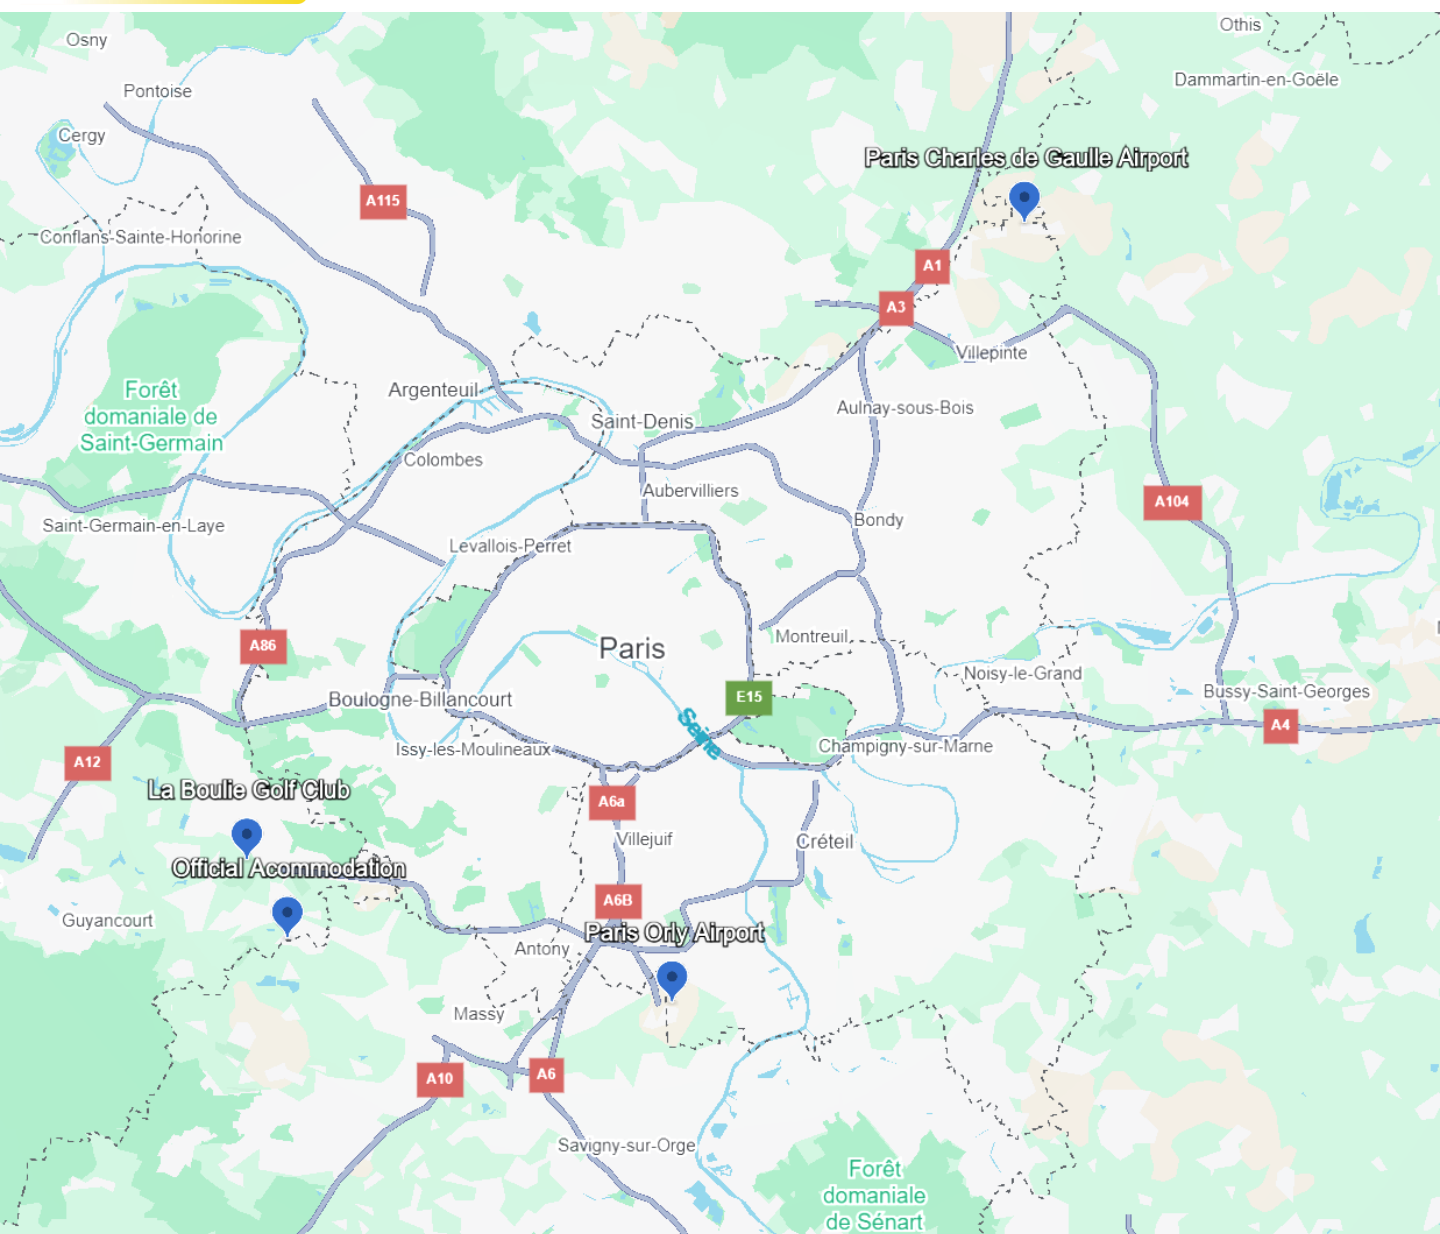 Othis
Osny
Dammartin-en-Goële
Pontoise
Cergy
Paris Charles de Gaulle Airport
A115
Conflans-Sainte-Honorine
A1
A3
Villepinte
Forêt
domaniale de
Saint-Germain
Argenteuil
Aulnay-sous-Bois
Saint-Denis
Colombes
Aubervilliers
A104
Saint-Germain-en-Laye
Bondy
Levallois-Perret
Montreuil
A86
Paris
Noisy-le-Grand
Bussy-Saint-Georges
E15
Boulogne-Billancourt
A4
Seine
Issy-les-Moulineaux
Champigny-sur-Marne
A12
La Boulie Golf Club
A6a
Villejuif
Créteil
Official Acommodation
A6B
Guyancourt
Paris Orly Airport
Antony
Massy
A10
A6
Savigny-sur-Orge
Forêt
domaniale
de Sénart